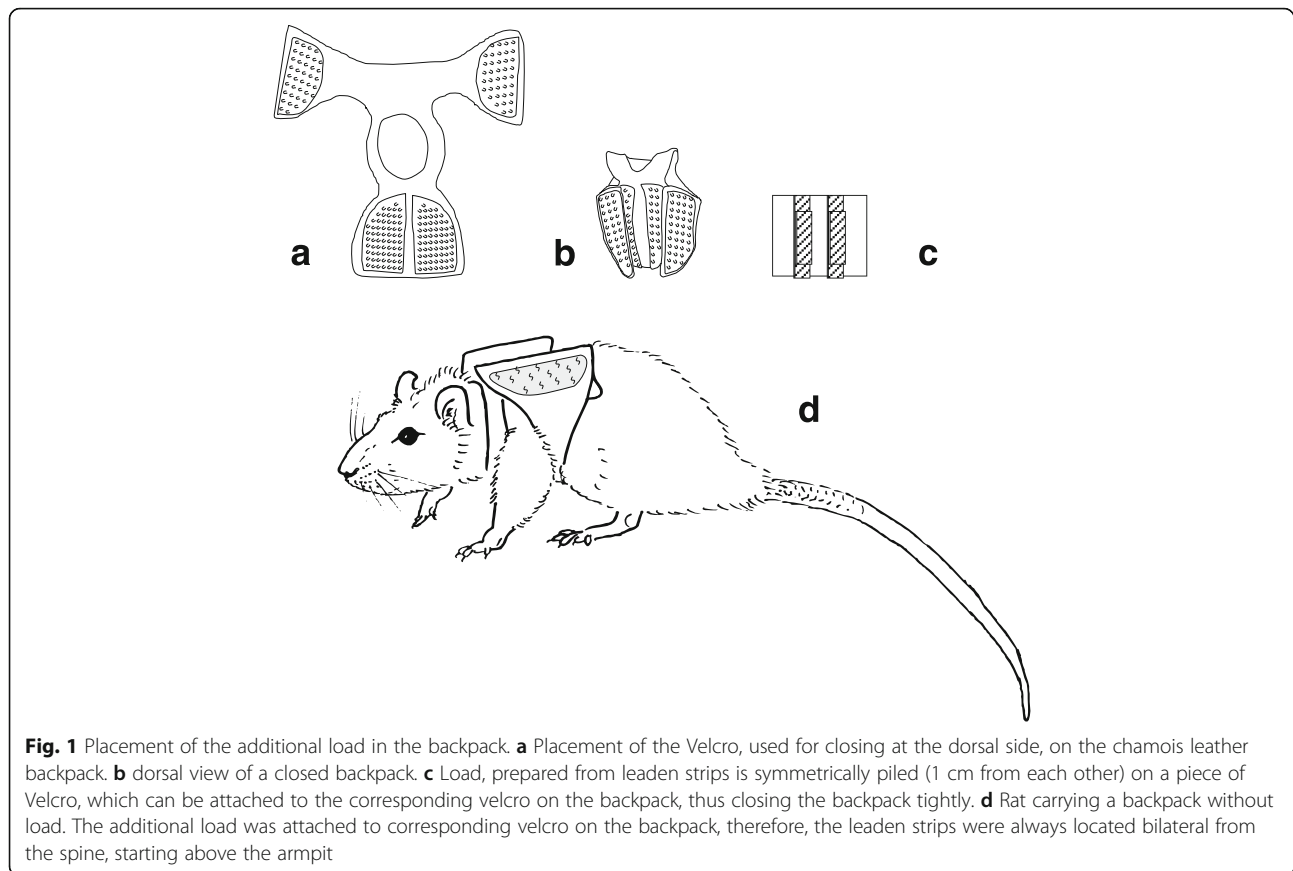 a
b
c
d
Fig. 1 Placement of the additional load in the backpack. a Placement of the Velcro, used for closing at the dorsal side, on the chamois leather
backpack. b dorsal view of a closed backpack. c Load, prepared from leaden strips is symmetrically piled (1 cm from each other) on a piece of
Velcro, which can be attached to the corresponding velcro on the backpack, thus closing the backpack tightly. d Rat carrying a backpack without
load. The additional load was attached to corresponding velcro on the backpack, therefore, the leaden strips were always located bilateral from
the spine, starting above the armpit